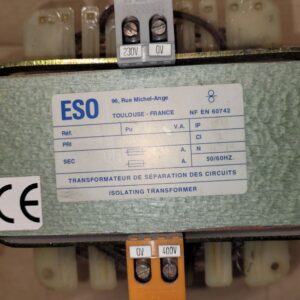 230V 0V
ESO
96, Rue Michel-Ange
TOULOUSE - FRANCE
NF EN 60742
Réf. Pu V.A. IP
PRI A. Cl
A. N
SEC A. 50/60HZ.
TRANSFORMATEUR DE SÉPARATION DES CIRCUITS
ISOLATING TRANSFORMER
CE
0V 400V